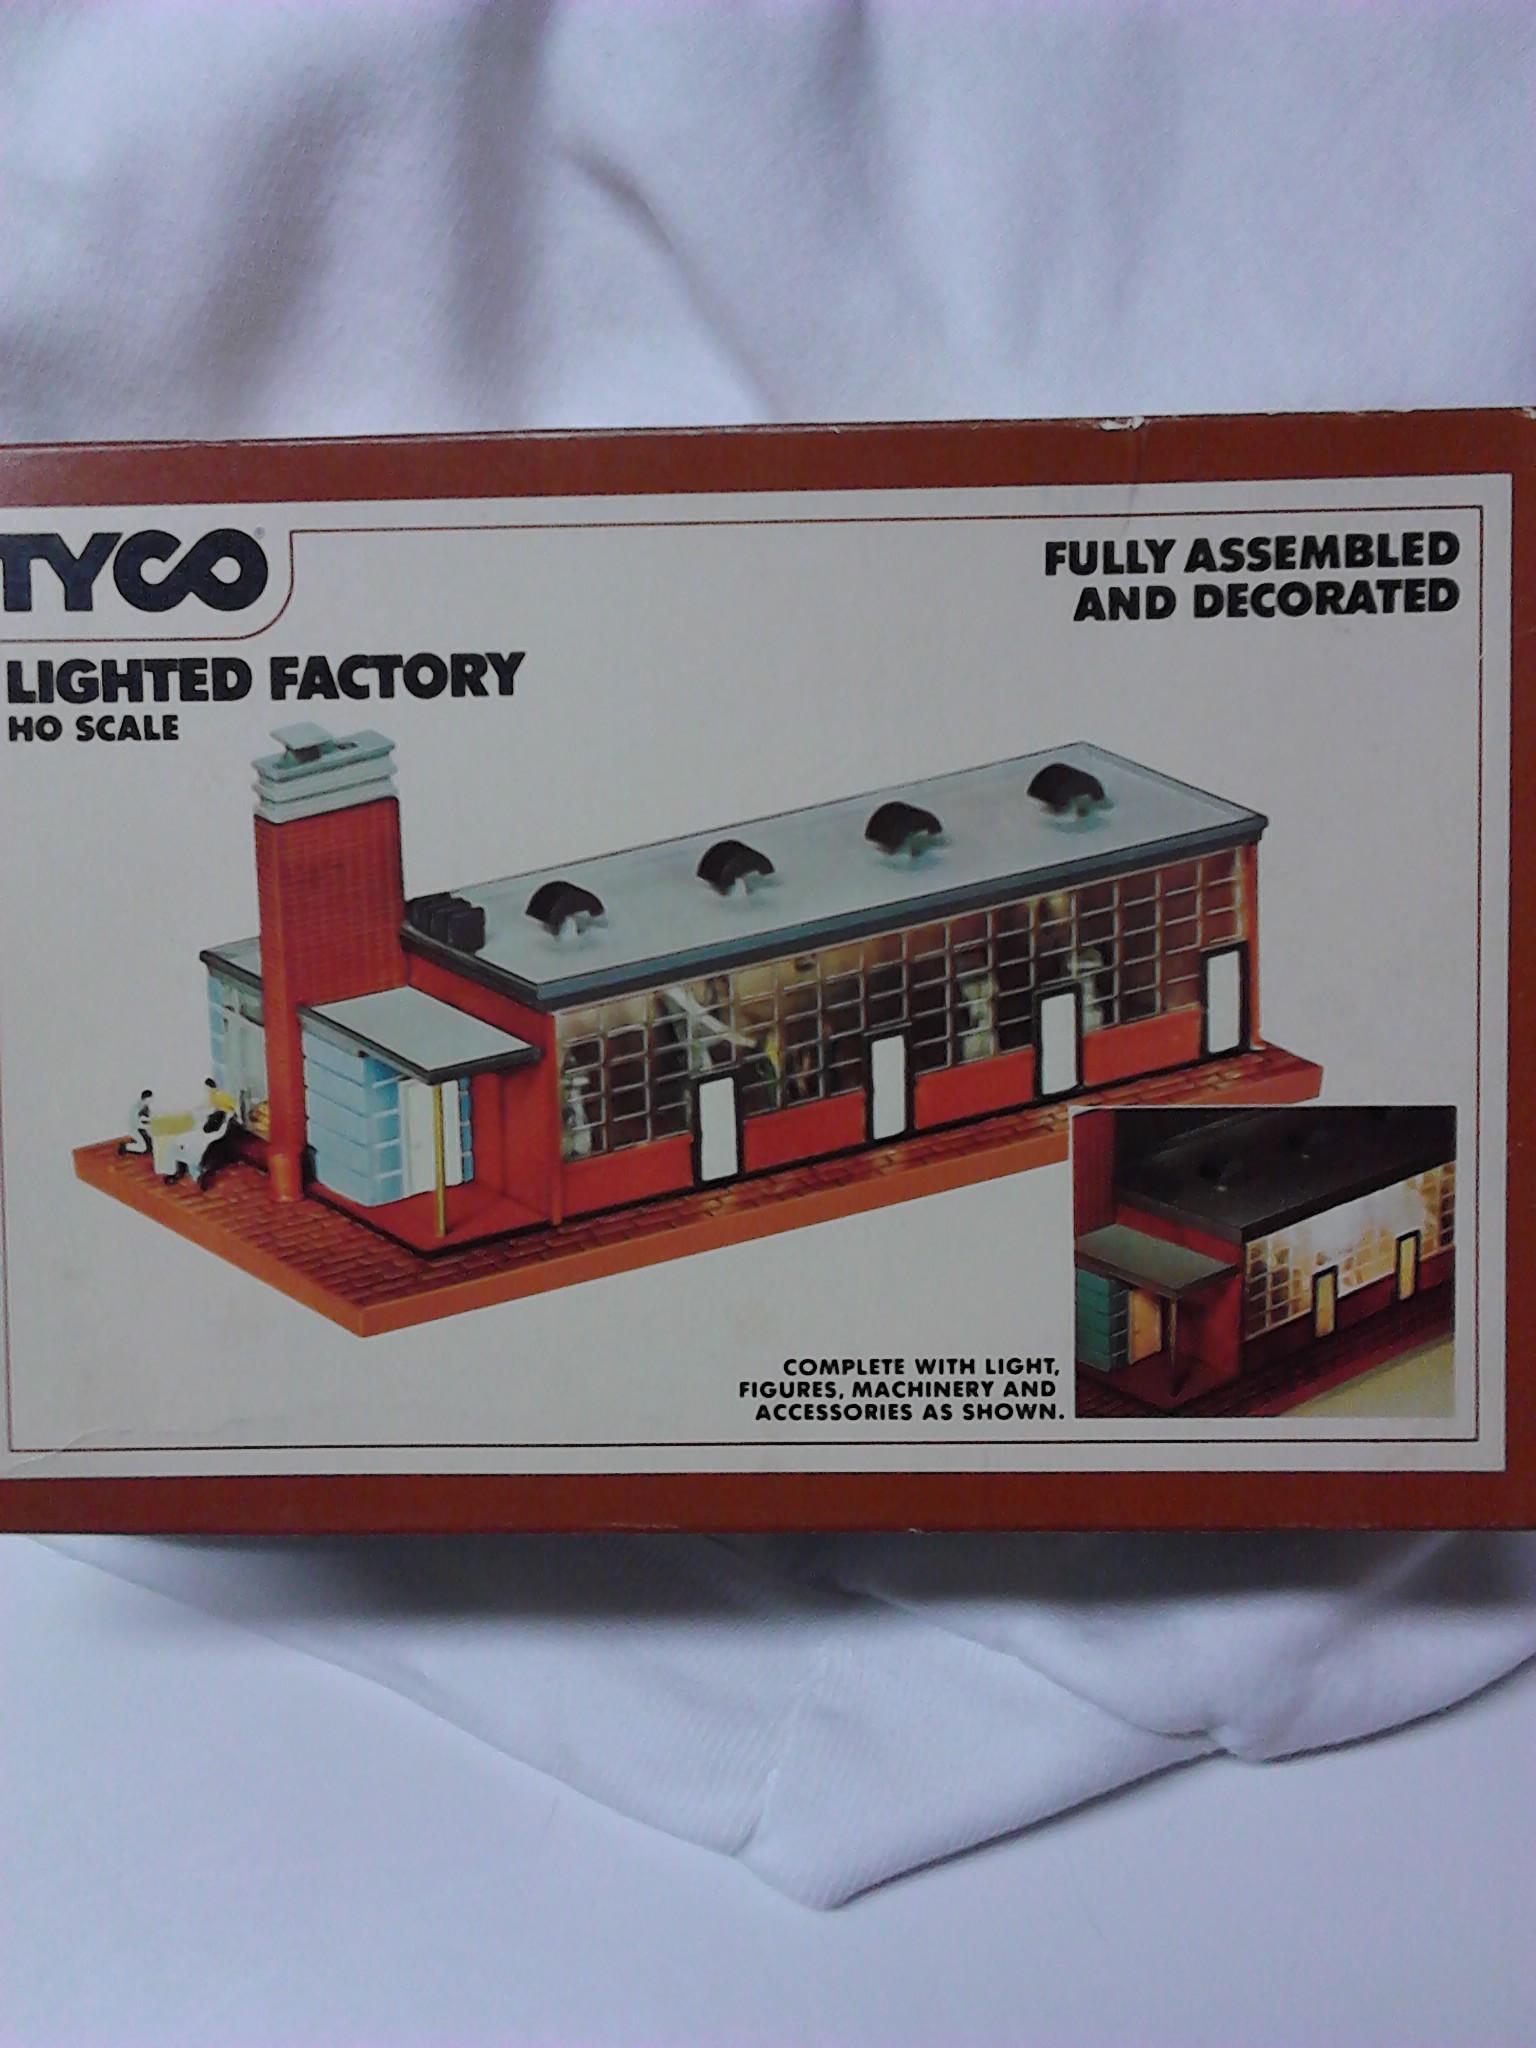 TYCO®
FULLY ASSEMBLED
AND DECORATED
LIGHTED FACTORY
HO SCALE
COMPLETE WITH LIGHT,
FIGURES, MACHINERY AND
ACCESSORIES AS SHOWN.